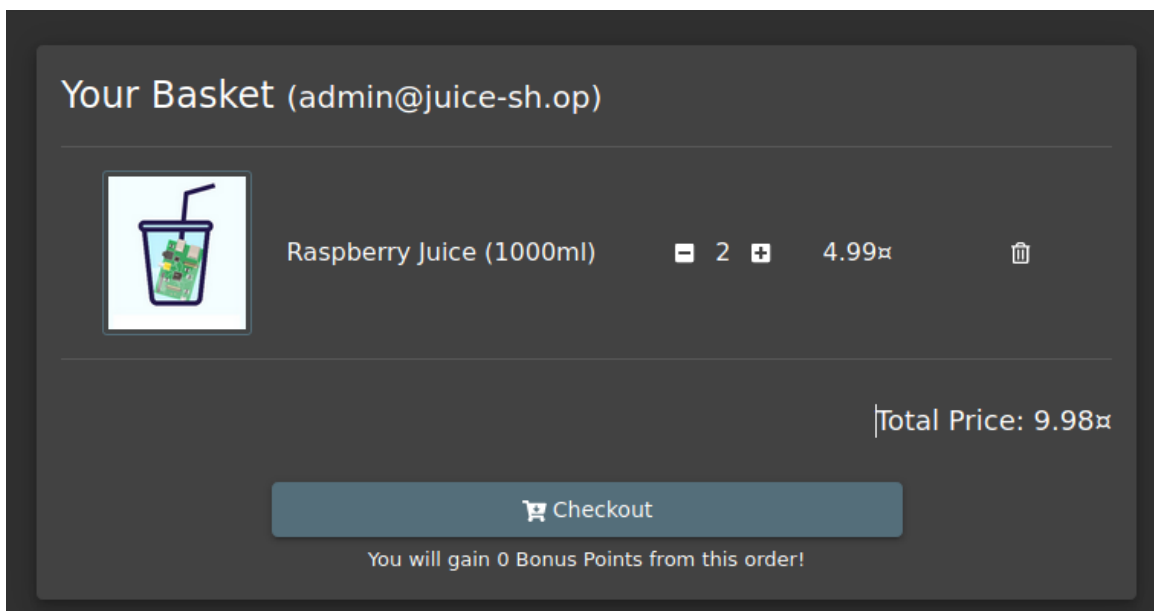 Your Basket (admin@juice-sh.op)
Raspberry Juice (1000ml) 2 4.99¤
Total Price: 9.98¤
Checkout
You will gain 0 Bonus Points from this order!